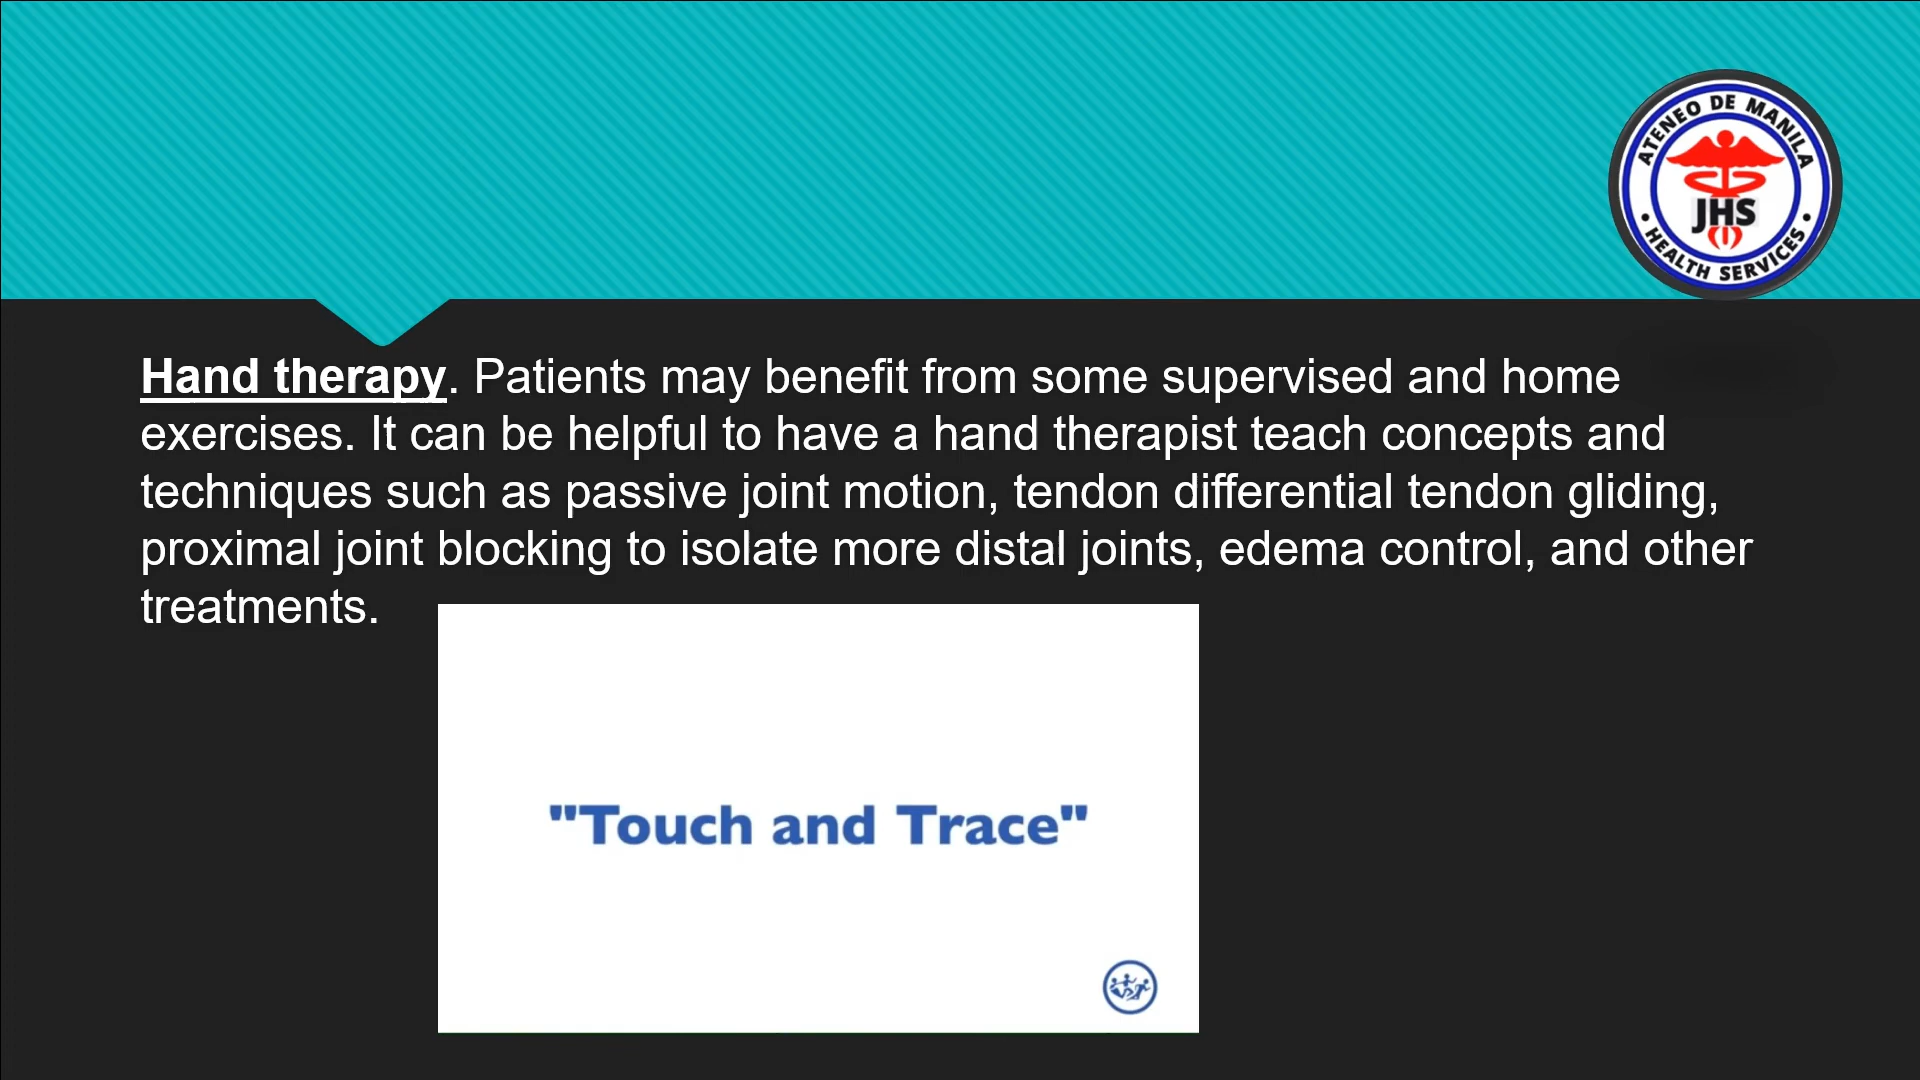 ATENEO DE MANILA
JHS
HEALTH SERVICES
Hand therapy. Patients may benefit from some supervised and home
exercises. It can be helpful to have a hand therapist teach concepts and
techniques such as passive joint motion, tendon differential tendon gliding,
proximal joint blocking to isolate more distal joints, edema control, and other
treatments.
"Touch and Trace"